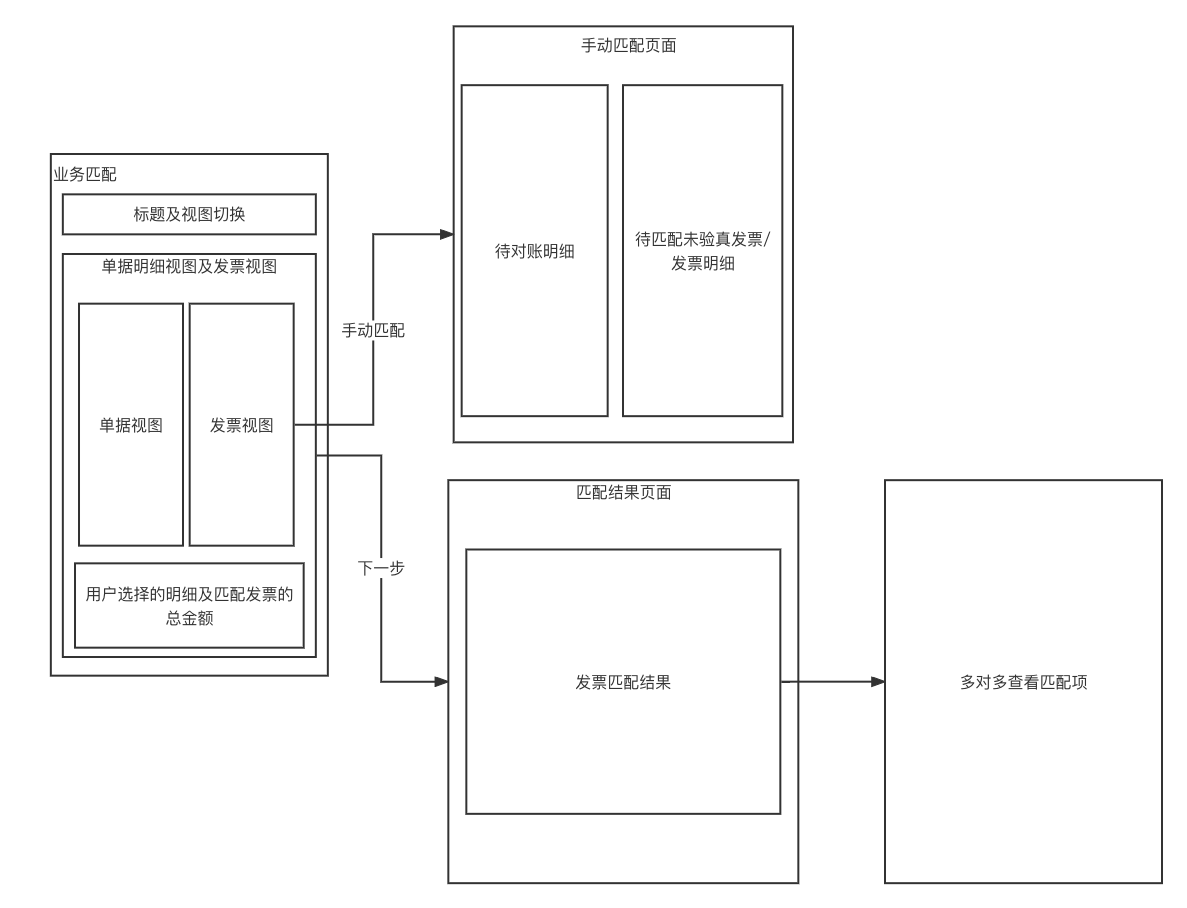 业务匹配
标题及视图切换
单据明细视图及发票视图
单据视图
发票视图
用户选择的明细及匹配发票的
总金额
手动匹配
下一步
手动匹配页面
待对账明细
待匹配未验真发票/
发票明细
匹配结果页面
发票匹配结果
多对多查看匹配项